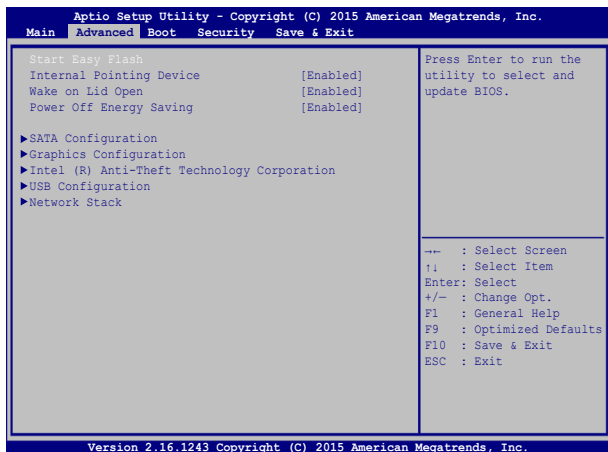 Aptio Setup Utility - Copyright (C) 2015 American Megatrends, Inc.
Main Advanced Boot Security Save & Exit
Start Easy Flash
Internal Pointing Device [Enabled]
Wake on Lid Open [Enabled]
Power Off Energy Saving [Enabled]
▶SATA Configuration
▶Graphics Configuration
▶Intel (R) Anti-Theft Technology Corporation
▶USB Configuration
▶Network Stack
Press Enter to run the
utility to select and
update BIOS.
→← : Select Screen
↑↓ : Select Item
Enter: Select
+/— : Change Opt.
F1 : General Help
F9 : Optimized Defaults
F10 : Save & Exit
ESC : Exit
Version 2.16.1243 Copyright (C) 2015 American Megatrends, Inc.